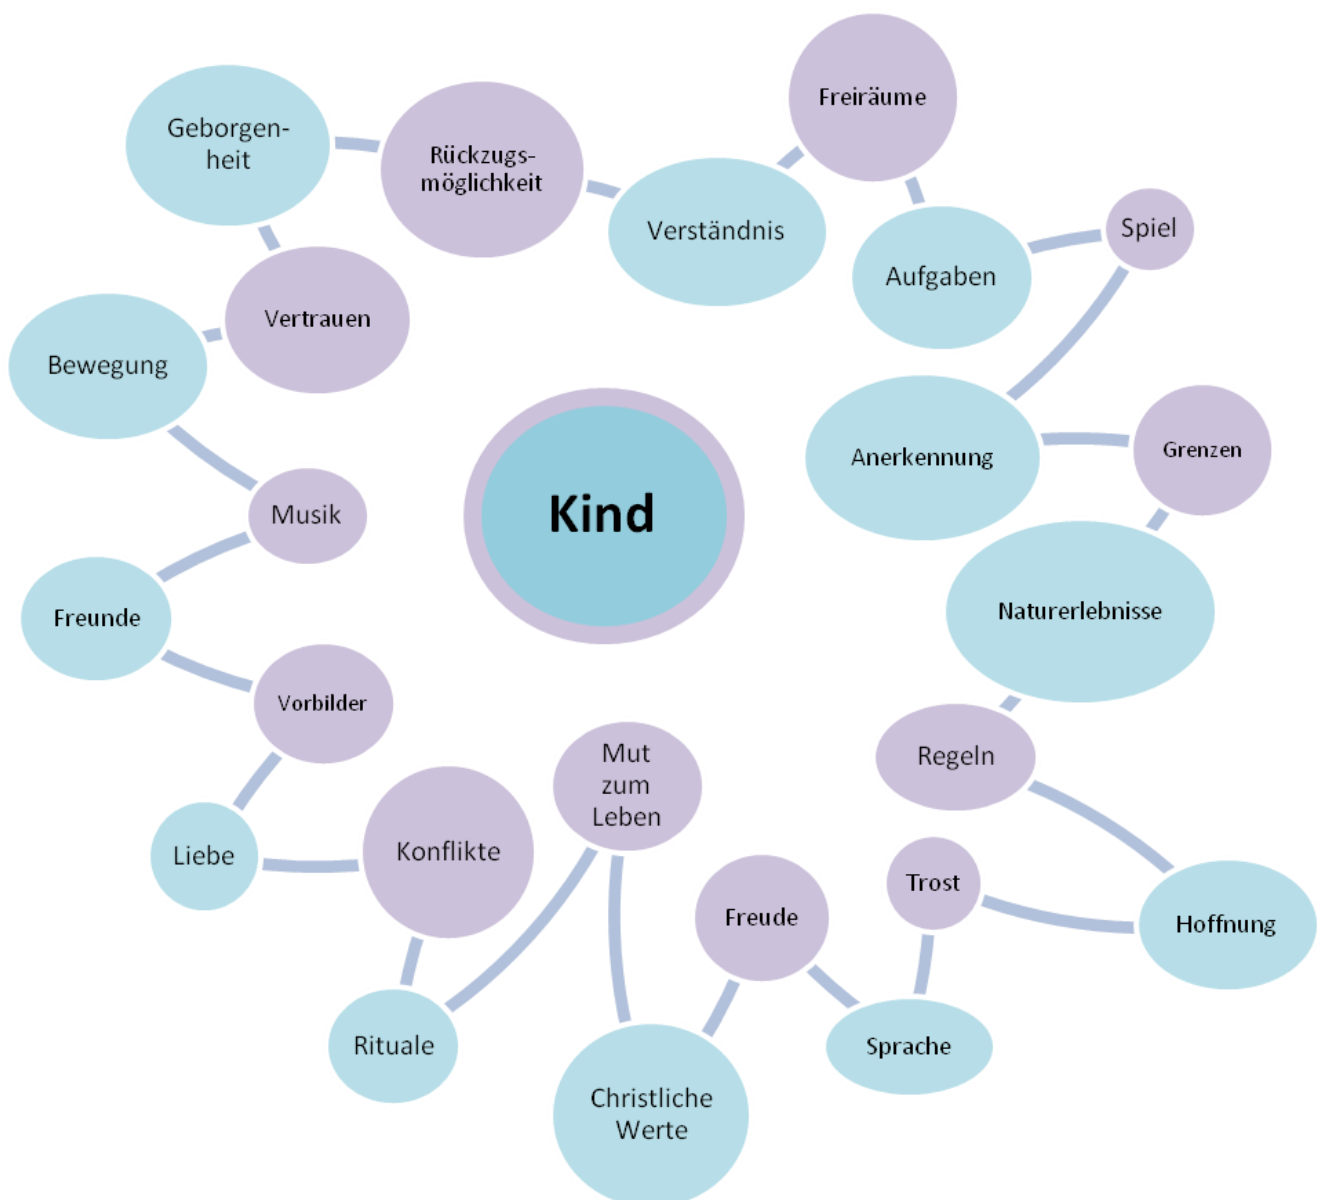 Freiräume
Geborgen-
heit
Rückzugs-
möglichkeit
Verständnis
Spiel
Aufgaben
Vertrauen
Bewegung
Anerkennung
Grenzen
Kind
Musik
Freunde
Naturerlebnisse
Vorbilder
Mut
zum
Leben
Regeln
Liebe
Konflikte
Trost
Freude
Hoffnung
Rituale
Sprache
Christliche
Werte